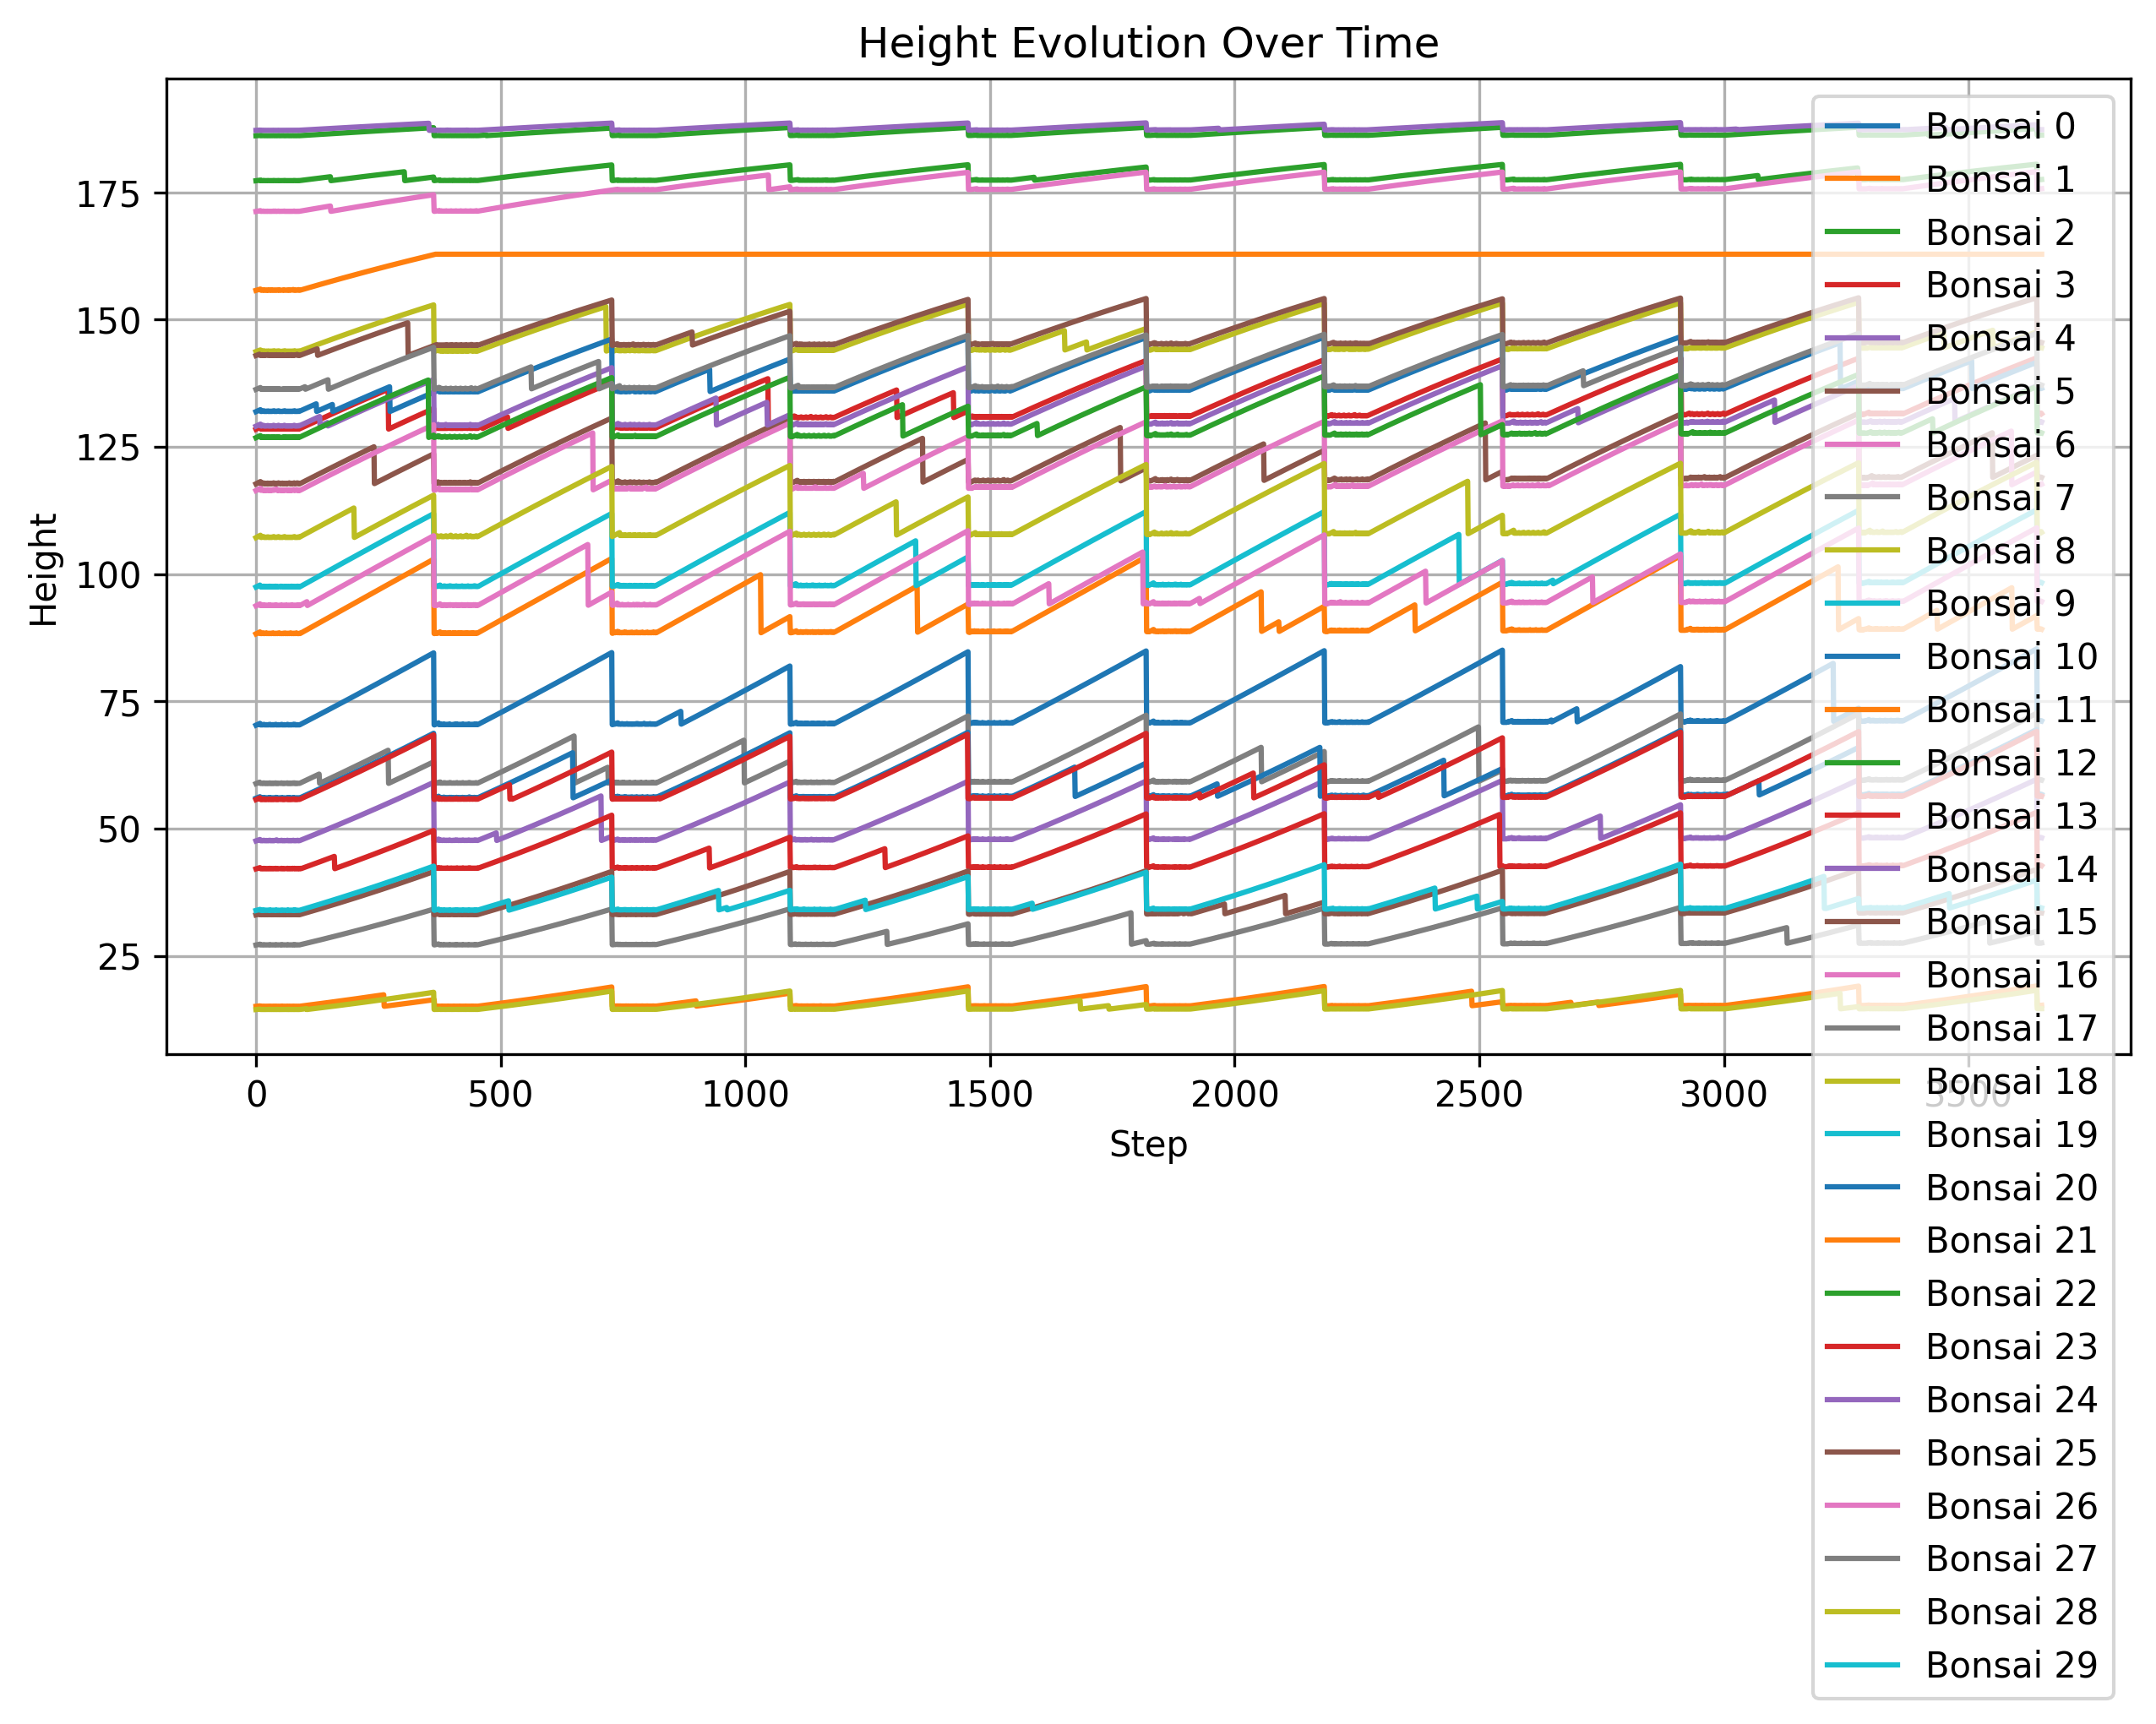 Height Evolution Over Time
Height
175
150
125
100
75
50
25
0
500
1000
1500
2000
2500
3000
3500
Step
Bonsai 0
Bonsai 1
Bonsai 2
Bonsai 3
Bonsai 4
Bonsai 5
Bonsai 6
Bonsai 7
Bonsai 8
Bonsai 9
Bonsai 10
Bonsai 11
Bonsai 12
Bonsai 13
Bonsai 14
Bonsai 15
Bonsai 16
Bonsai 17
Bonsai 18
Bonsai 19
Bonsai 20
Bonsai 21
Bonsai 22
Bonsai 23
Bonsai 24
Bonsai 25
Bonsai 26
Bonsai 27
Bonsai 28
Bonsai 29